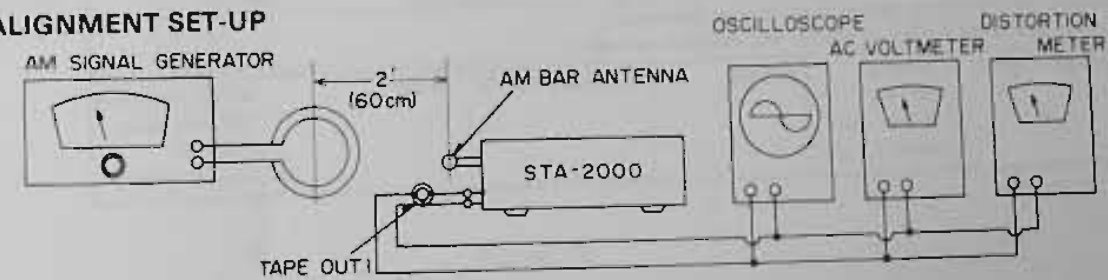 ALIGNMENT SET-UP
AM SIGNAL GENERATOR
2'
(60cm)
AM BAR ANTENNA
STA-2000
TAPE OUT1
OSCILLOSCOPE
AC VOLTMETER
DISTORTION
METER